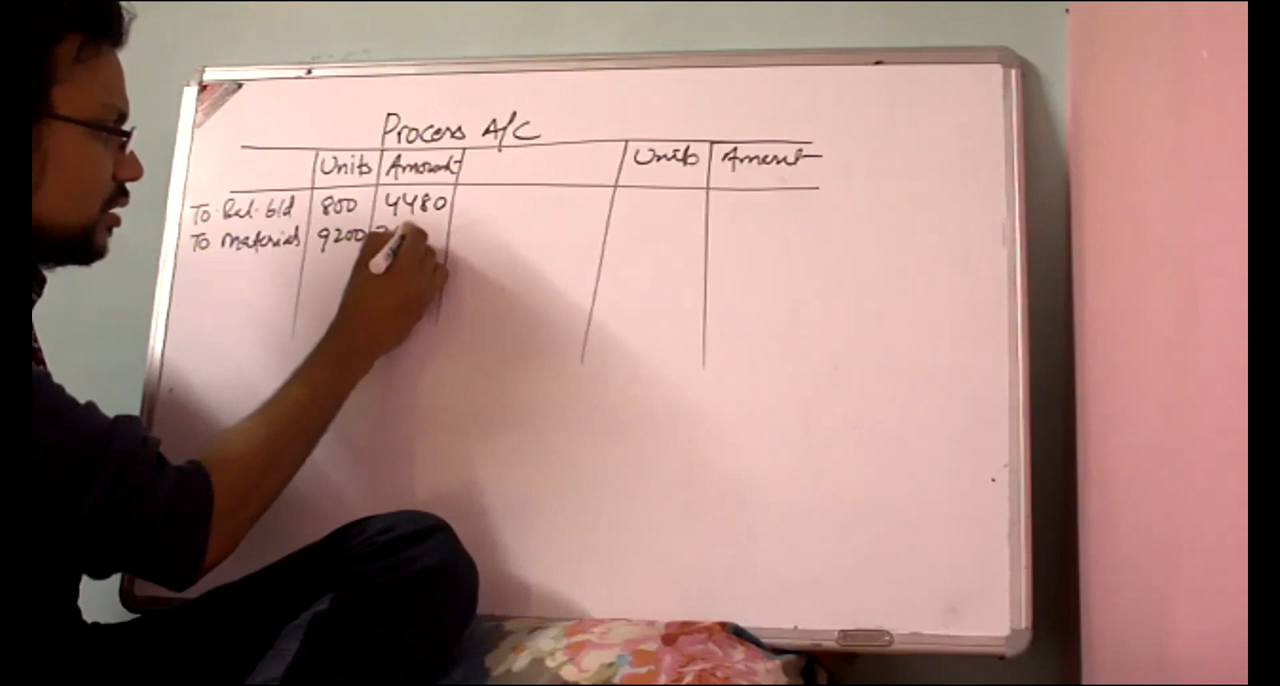 Process A/C
Units Amount Units Amount
To Bal. b/d 800 4480
To Materials 9200